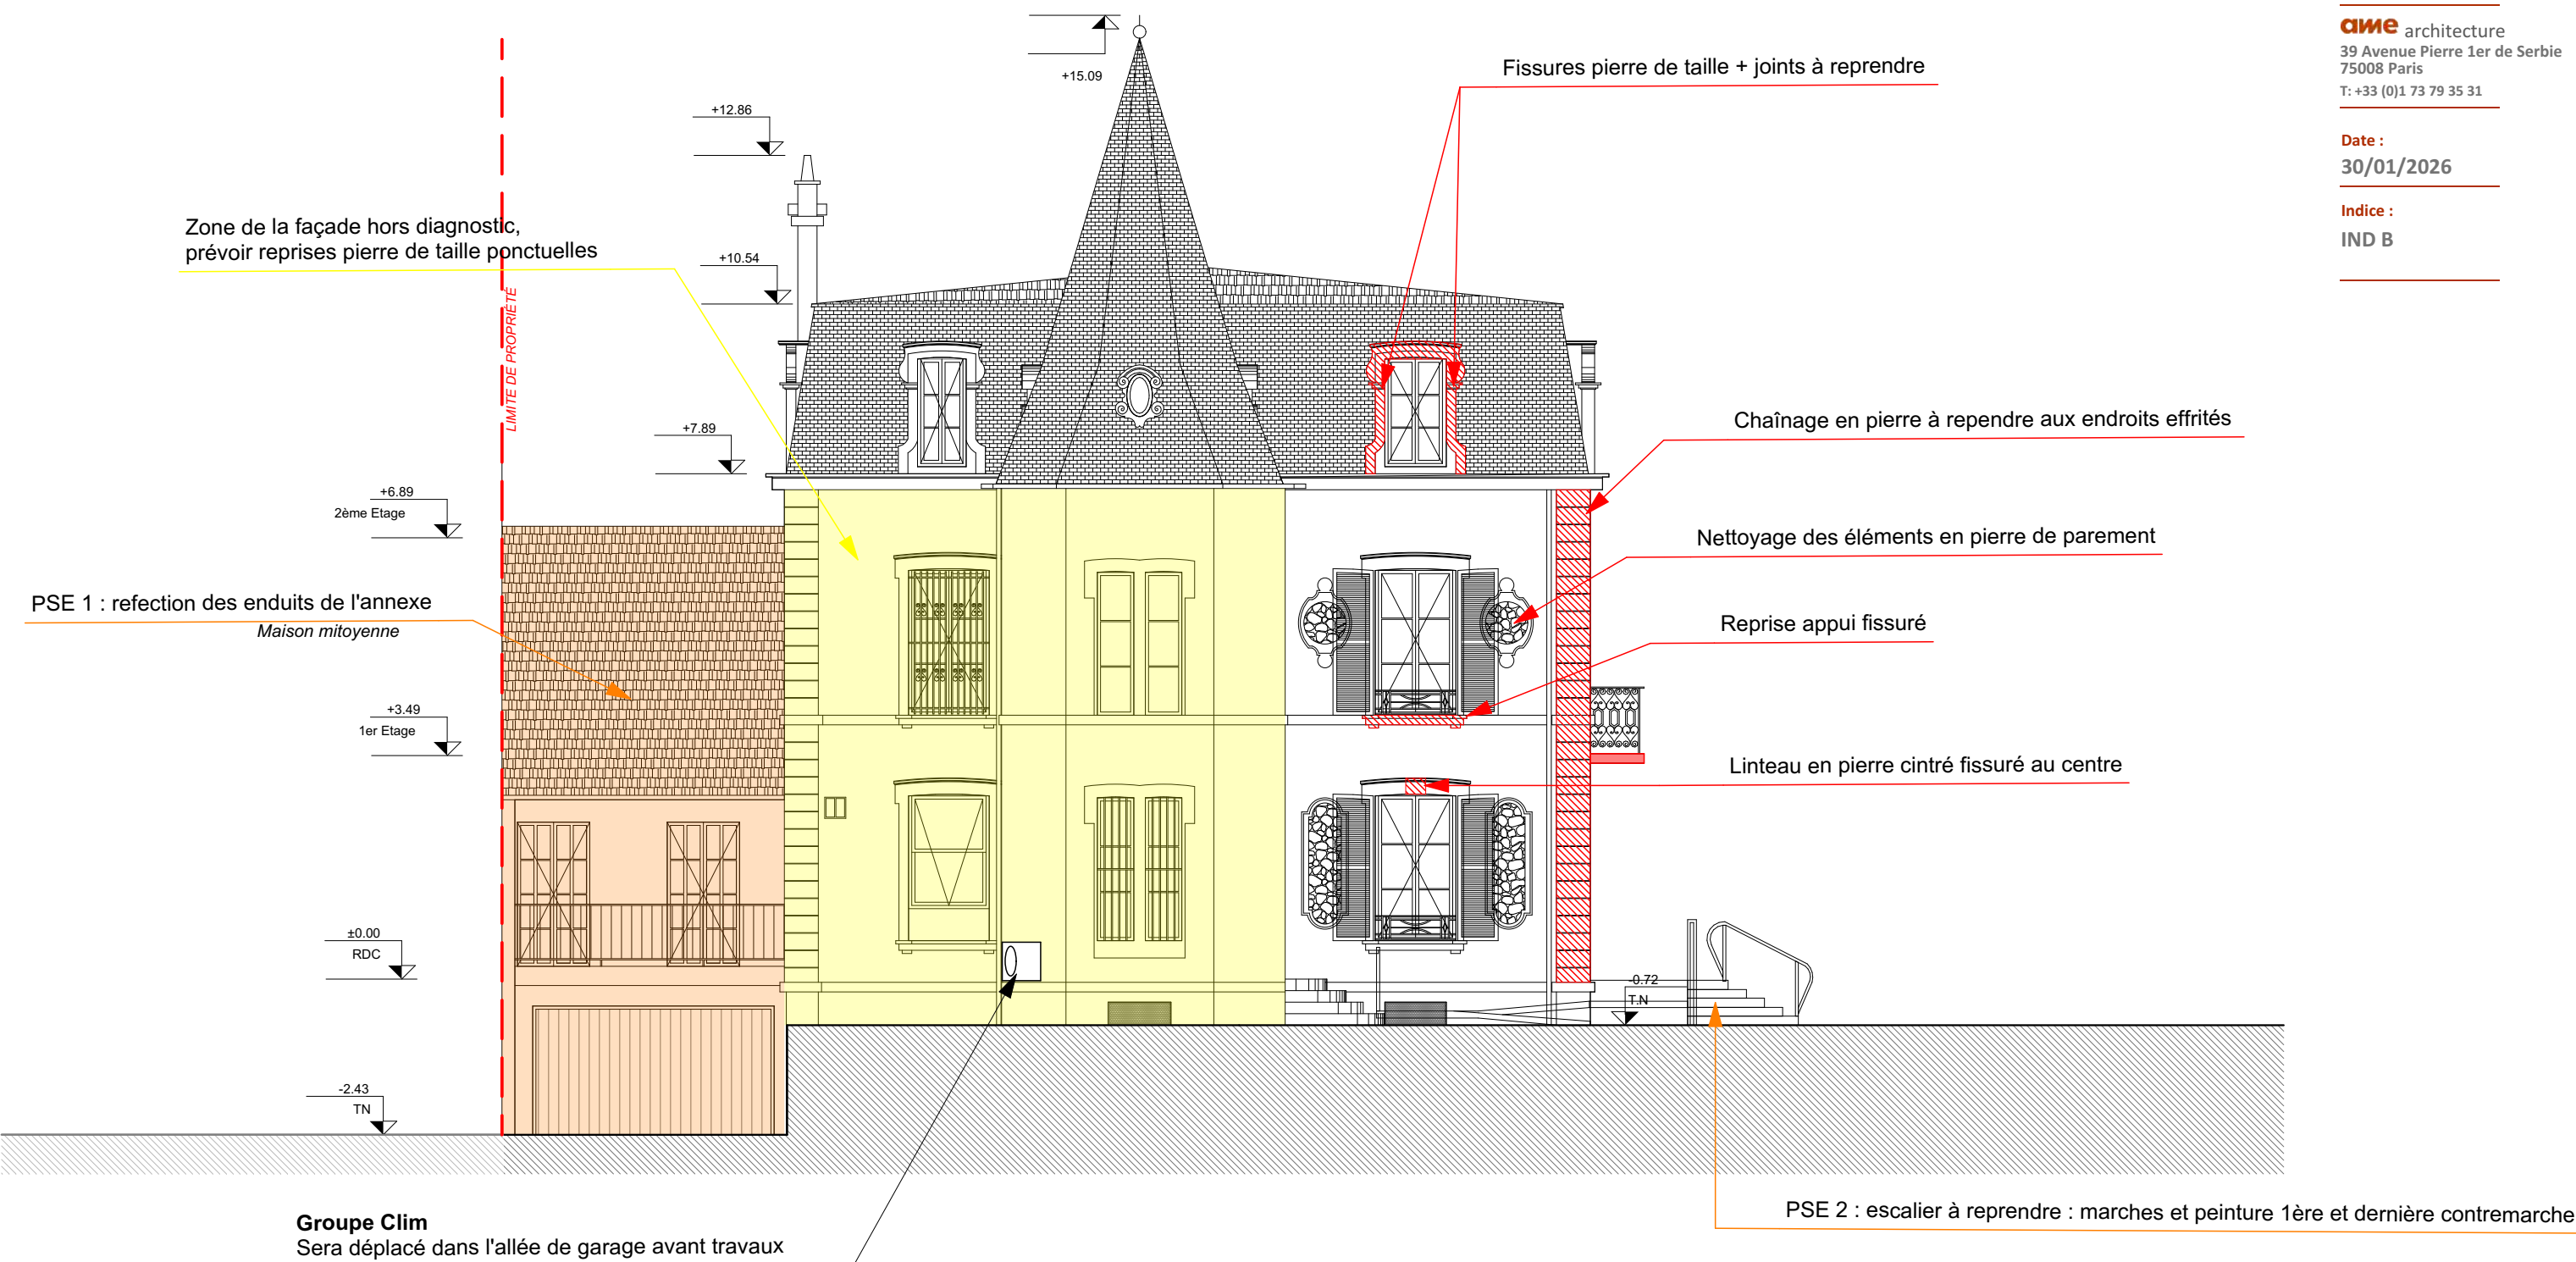 ame architecture
39 Avenue Pierre 1er de Serbie
75008 Paris
T: +33 (0)1 73 79 35 31
Date :
30/01/2026
Indice :
IND B
+15.09
Fissures pierre de taille + joints à reprendre
+12.86
Zone de la façade hors diagnostic,
prévoir reprises pierre de taille ponctuelles
+10.54
LIMITE DE PROPRIÉTÉ
Chaînage en pierre à rependre aux endroits effrités
+7.89
+6.89
2ème Etage
Nettoyage des éléments en pierre de parement
PSE 1 : refection des enduits de l'annexe
Maison mitoyenne
Reprise appui fissuré
+3.49
1er Etage
Linteau en pierre cintré fissuré au centre
±0.00
RDC
-0.72
T.N
-2.43
TN
Groupe Clim
Sera déplacé dans l'allée de garage avant travaux
PSE 2 : escalier à reprendre : marches et peinture 1ère et dernière contremarche